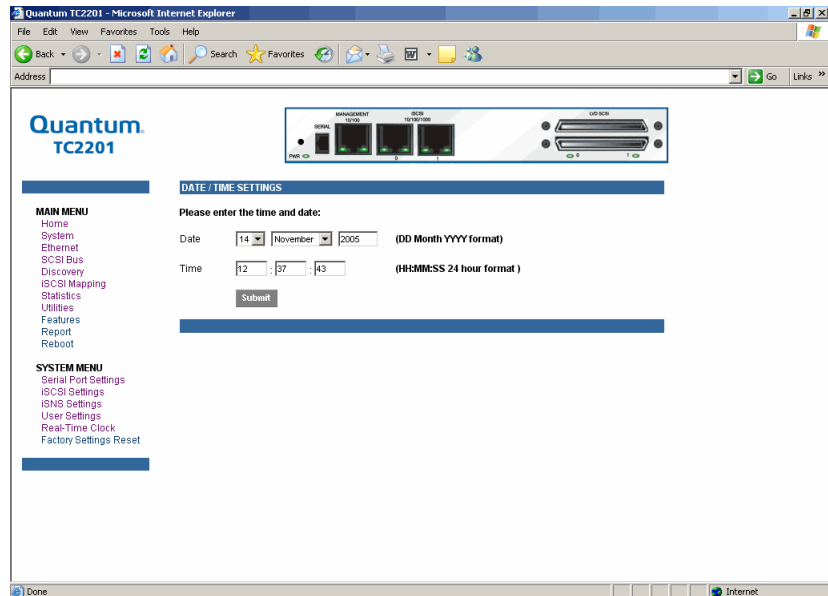 Quantum TC2201 - Microsoft Internet Explorer
File Edit View Favorites Tools Help
Back Search Favorites
Address Go Links »
Quantum.
TC2201
MANAGEMENT
10/100
iSCSI
10/100/1000
LVD SCSI
SERIAL
PWR 0 1 0 1
DATE / TIME SETTINGS
Please enter the time and date:
Date 14 November 2005 (DD Month YYYY format)
Time 12 : 37 : 43 (HH:MM:SS 24 hour format )
Submit
MAIN MENU
Home
System
Ethernet
SCSI Bus
Discovery
iSCSI Mapping
Statistics
Utilities
Features
Report
Reboot
SYSTEM MENU
Serial Port Settings
iSCSI Settings
iSNS Settings
User Settings
Real-Time Clock
Factory Settings Reset
Done Internet